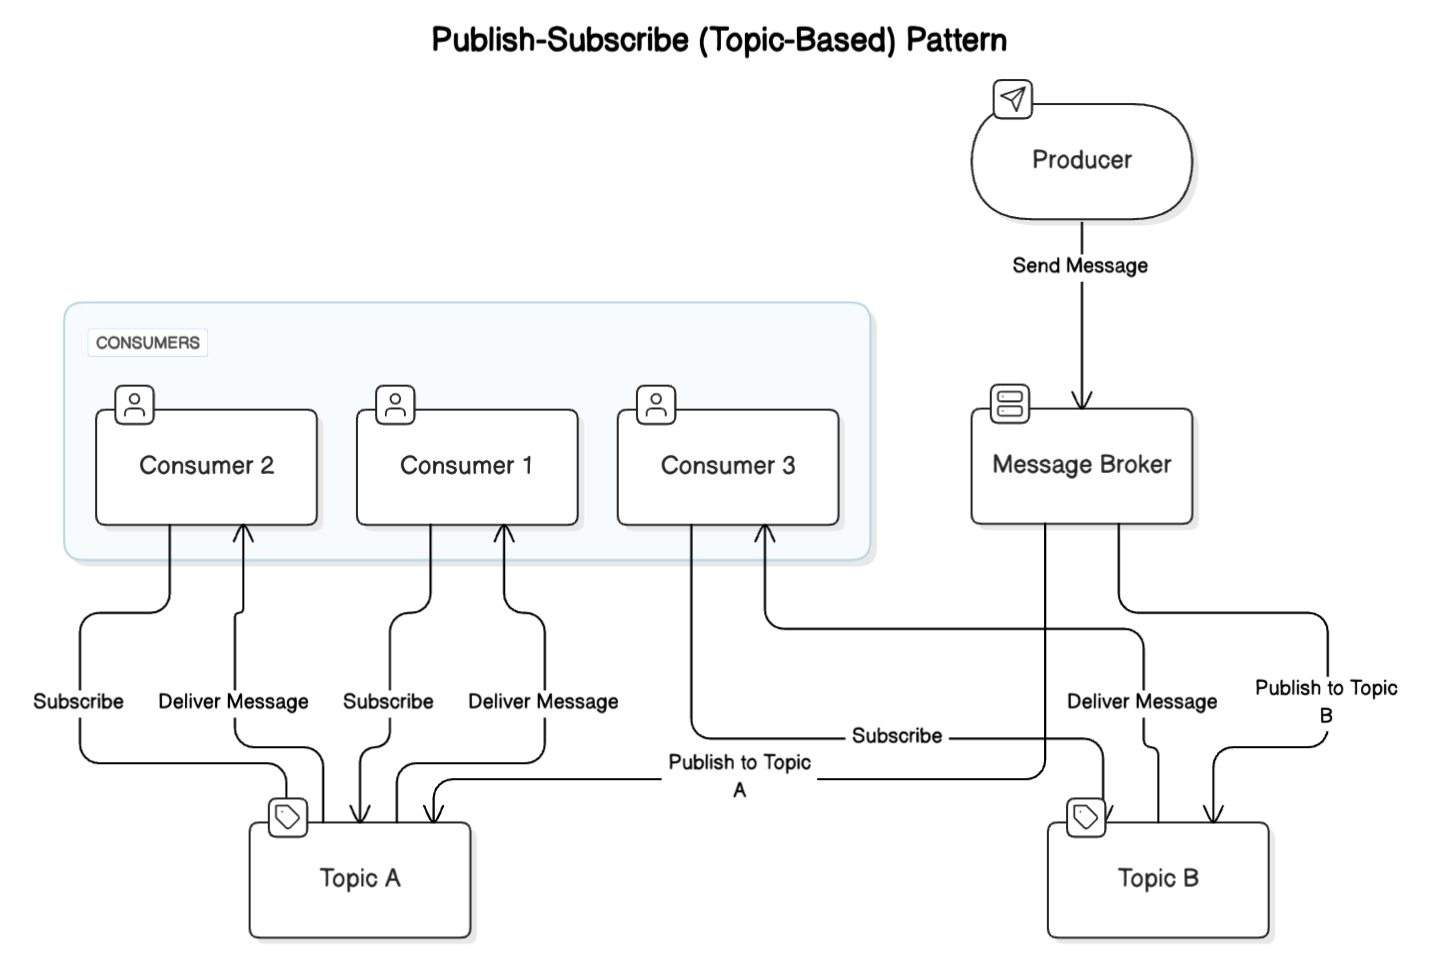 Publish-Subscribe (Topic-Based) Pattern
Producer
Send Message
CONSUMERS
Consumer 2
Consumer 1
Consumer 3
Message Broker
Subscribe
Deliver Message
Subscribe
Deliver Message
Deliver Message
Publish to Topic
B
Subscribe
Publish to Topic
A
Topic A
Topic B